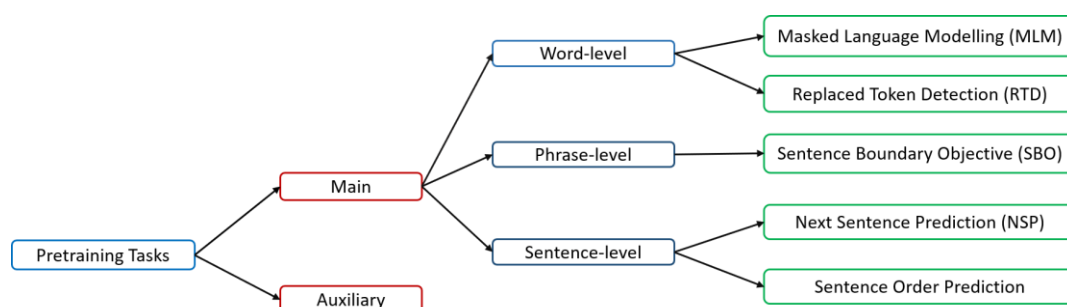 Masked Language Modelling (MLM)
Word-level
Replaced Token Detection (RTD)
Phrase-level
Sentence Boundary Objective (SBO)
Main
Next Sentence Prediction (NSP)
Pretraining Tasks
Sentence-level
Sentence Order Prediction
Auxiliary